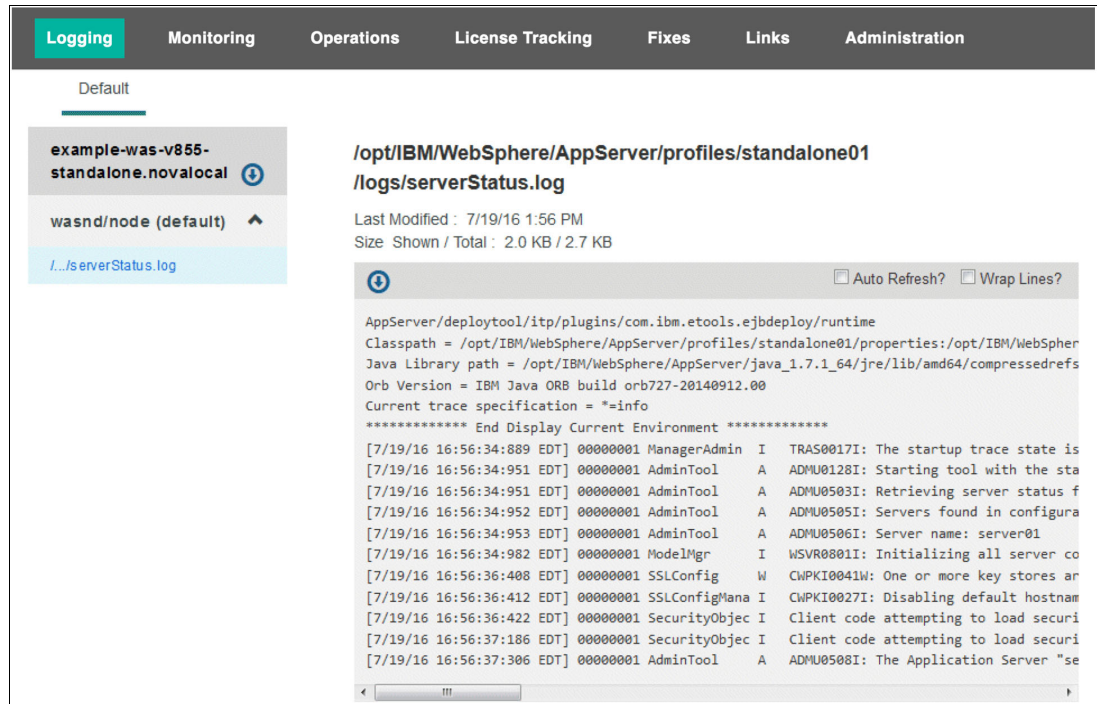 Logging Monitoring Operations License Tracking Fixes Links Administration
Default
example-was-v855-
standalone.novalocal
wasnd/node (default)
/.../serverStatus.log
/opt/IBM/WebSphere/AppServer/profiles/standalone01
/logs/serverStatus.log
Last Modified : 7/19/16 1:56 PM
Size Shown / Total : 2.0 KB / 2.7 KB
Auto Refresh? Wrap Lines?
AppServer/deploytool/itp/plugins/com.ibm.etools.ejbdeploy/runtime
Classpath = /opt/IBM/WebSphere/AppServer/profiles/standalone01/properties:/opt/IBM/WebSpher
Java Library path = /opt/IBM/WebSphere/AppServer/java_1.7.1_64/jre/lib/amd64/compressedrefs
Orb Version = IBM Java ORB build orb727-20140912.00
Current trace specification = *=info
************* End Display Current Environment *************
[7/19/16 16:56:34:889 EDT] 00000001 ManagerAdmin I TRAS0017I: The startup trace state is
[7/19/16 16:56:34:951 EDT] 00000001 AdminTool A ADMU0128I: Starting tool with the sta
[7/19/16 16:56:34:951 EDT] 00000001 AdminTool A ADMU0503I: Retrieving server status f
[7/19/16 16:56:34:952 EDT] 00000001 AdminTool A ADMU0505I: Servers found in configura
[7/19/16 16:56:34:953 EDT] 00000001 AdminTool A ADMU0506I: Server name: server01
[7/19/16 16:56:34:982 EDT] 00000001 ModelMgr I WSVR0801I: Initializing all server co
[7/19/16 16:56:36:408 EDT] 00000001 SSLConfig W CWPKI0041W: One or more key stores ar
[7/19/16 16:56:36:412 EDT] 00000001 SSLConfigMana I CWPKI0027I: Disabling default hostnam
[7/19/16 16:56:36:422 EDT] 00000001 SecurityObjec I Client code attempting to load securi
[7/19/16 16:56:37:186 EDT] 00000001 SecurityObjec I Client code attempting to load securi
[7/19/16 16:56:37:306 EDT] 00000001 AdminTool A ADMU0508I: The Application Server "se